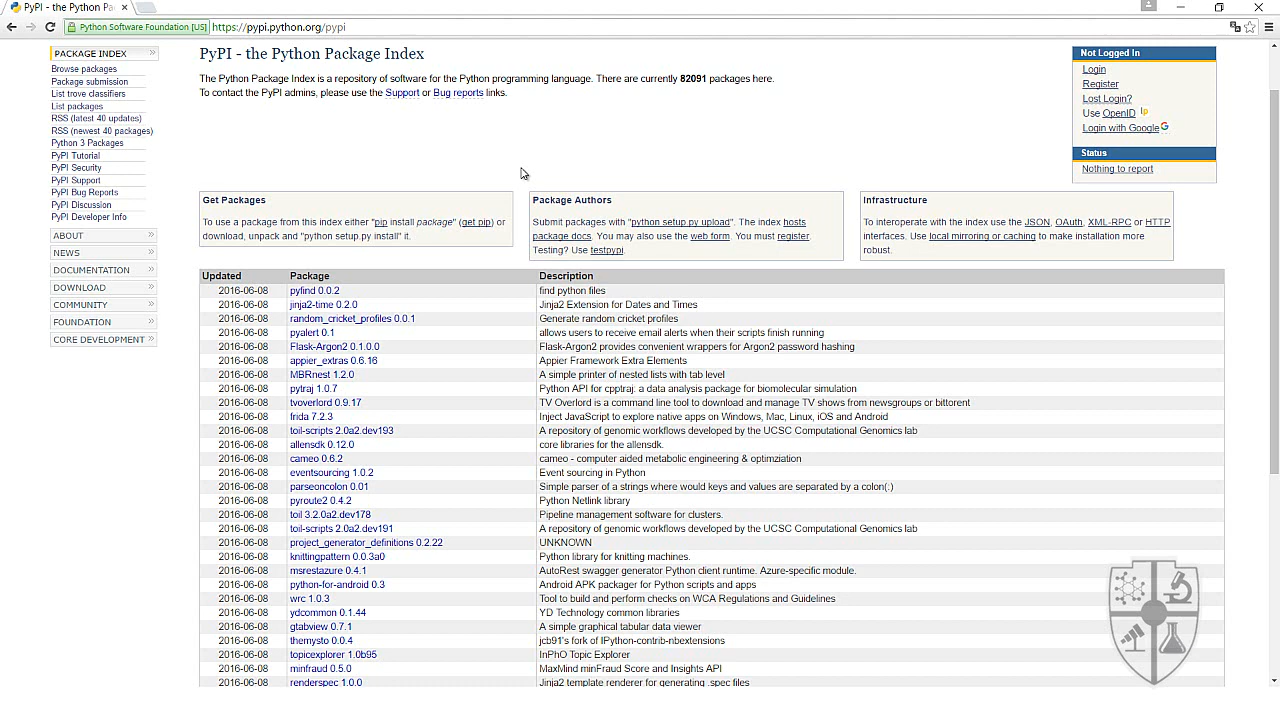 PyPI - the Python Pa
Python Software Foundation [US]
https://pypi.python.org/pypi
PACKAGE INDEX
Browse packages
Package submission
List trove classifiers
List packages
RSS (latest 40 updates)
RSS (newest 40 packages)
Python 3 Packages
PyPI Tutorial
PyPI Security
PyPI Support
PyPI Bug Reports
PyPI Discussion
PyPI Developer Info
ABOUT
NEWS
DOCUMENTATION
DOWNLOAD
COMMUNITY
FOUNDATION
CORE DEVELOPMENT
PyPI - the Python Package Index
The Python Package Index is a repository of software for the Python programming language. There are currently 82091 packages here.
To contact the PyPI admins, please use the Support or Bug reports links.
Not Logged In
Login
Register
Lost Login?
Use OpenID
Login with Google
Status
Nothing to report
Get Packages
To use a package from this index either "pip install package" (get pip) or
download, unpack and "python setup.py install" it.
Package Authors
Submit packages with "python setup.py upload". The index hosts
package docs. You may also use the web form. You must register.
Testing? Use testpypi.
Infrastructure
To interoperate with the index use the JSON, OAuth, XML-RPC or HTTP
interfaces. Use local mirroring or caching to make installation more
robust.
Updated Package Description
2016-06-08 pyfind 0.0.2 find python files
2016-06-08 jinja2-time 0.2.0 Jinja2 Extension for Dates and Times
2016-06-08 random_cricket_profiles 0.0.1 Generate random cricket profiles
2016-06-08 pyalert 0.1 allows users to receive email alerts when their scripts finish running
2016-06-08 Flask-Argon2 0.1.0.0 Flask-Argon2 provides convenient wrappers for Argon2 password hashing
2016-06-08 appier_extras 0.6.16 Appier Framework Extra Elements
2016-06-08 MBRnest 1.2.0 A simple printer of nested lists with tab level
2016-06-08 pytraj 1.0.7 Python API for cpptraj: a data analysis package for biomolecular simulation
2016-06-08 tvoverlord 0.9.17 TV Overlord is a command line tool to download and manage TV shows from newsgroups or bittorent
2016-06-08 frida 7.2.3 Inject JavaScript to explore native apps on Windows, Mac, Linux, iOS and Android
2016-06-08 toil-scripts 2.0a2.dev193 A repository of genomic workflows developed by the UCSC Computational Genomics lab
2016-06-08 allensdk 0.12.0 core libraries for the allensdk.
2016-06-08 cameo 0.6.2 cameo - computer aided metabolic engineering & optimziation
2016-06-08 eventsourcing 1.0.2 Event sourcing in Python
2016-06-08 parseoncolon 0.01 Simple parser of a strings where would keys and values are separated by a colon(:)
2016-06-08 pyroute2 0.4.2 Python Netlink library
2016-06-08 toil 3.2.0a2.dev178 Pipeline management software for clusters.
2016-06-08 toil-scripts 2.0a2.dev191 A repository of genomic workflows developed by the UCSC Computational Genomics lab
2016-06-08 project_generator_definitions 0.2.22 UNKNOWN
2016-06-08 knittingpattern 0.0.3a0 Python library for knitting machines.
2016-06-08 msrestazure 0.4.1 AutoRest swagger generator Python client runtime. Azure-specific module.
2016-06-08 python-for-android 0.3 Android APK packager for Python scripts and apps
2016-06-08 wrc 1.0.3 Tool to build and perform checks on WCA Regulations and Guidelines
2016-06-08 ydcommon 0.1.44 YD Technology common libraries
2016-06-08 gtabview 0.7.1 A simple graphical tabular data viewer
2016-06-08 themysto 0.0.4 jcb91's fork of IPython-contrib-nbextensions
2016-06-08 topicexplorer 1.0b95 InPhO Topic Explorer
2016-06-08 minfraud 0.5.0 MaxMind minFraud Score and Insights API
2016-06-08 renderspec 1.0.0 Jinja2 template renderer for generating .spec files